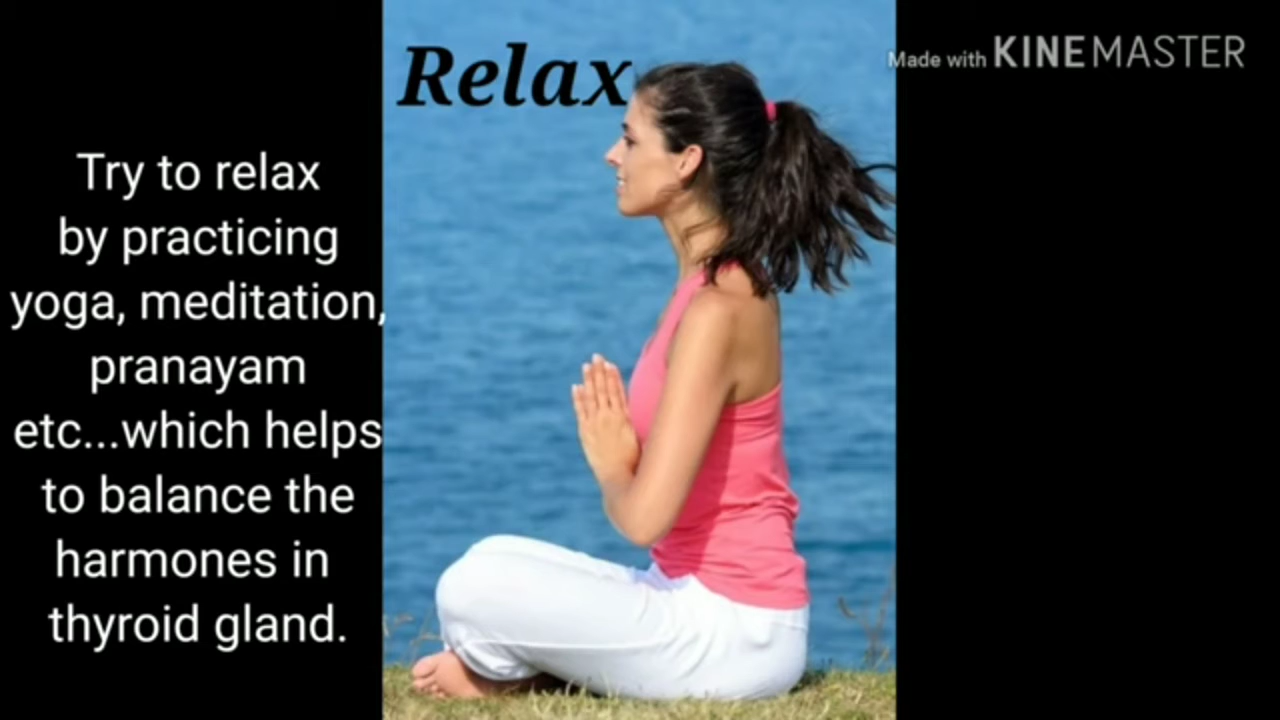 Relax
Made with KINEMASTER
Try to relax
by practicing
yoga, meditation,
pranayam
etc...which helps
to balance the
harmones in
thyroid gland.